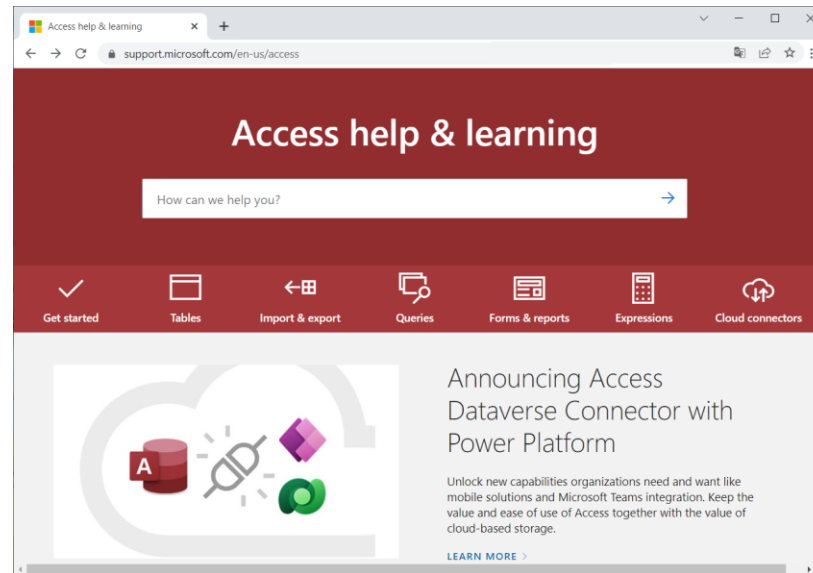 Access help & learning
support.microsoft.com/en-us/access
Access help & learning
How can we help you?
Get started
Tables
Import & export
Queries
Forms & reports
Expressions
Cloud connectors
A
Announcing Access
Dataverse Connector with
Power Platform
Unlock new capabilities organizations need and want like
mobile solutions and Microsoft Teams integration. Keep the
value and ease of use of Access together with the value of
cloud-based storage.
LEARN MORE >